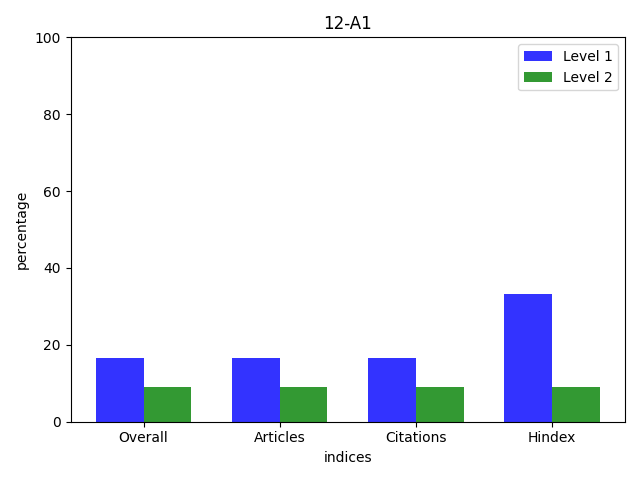 12-A1
Level 1
Level 2
percentage
100
80
60
40
20
0
Overall Articles Citations Hindex
indices